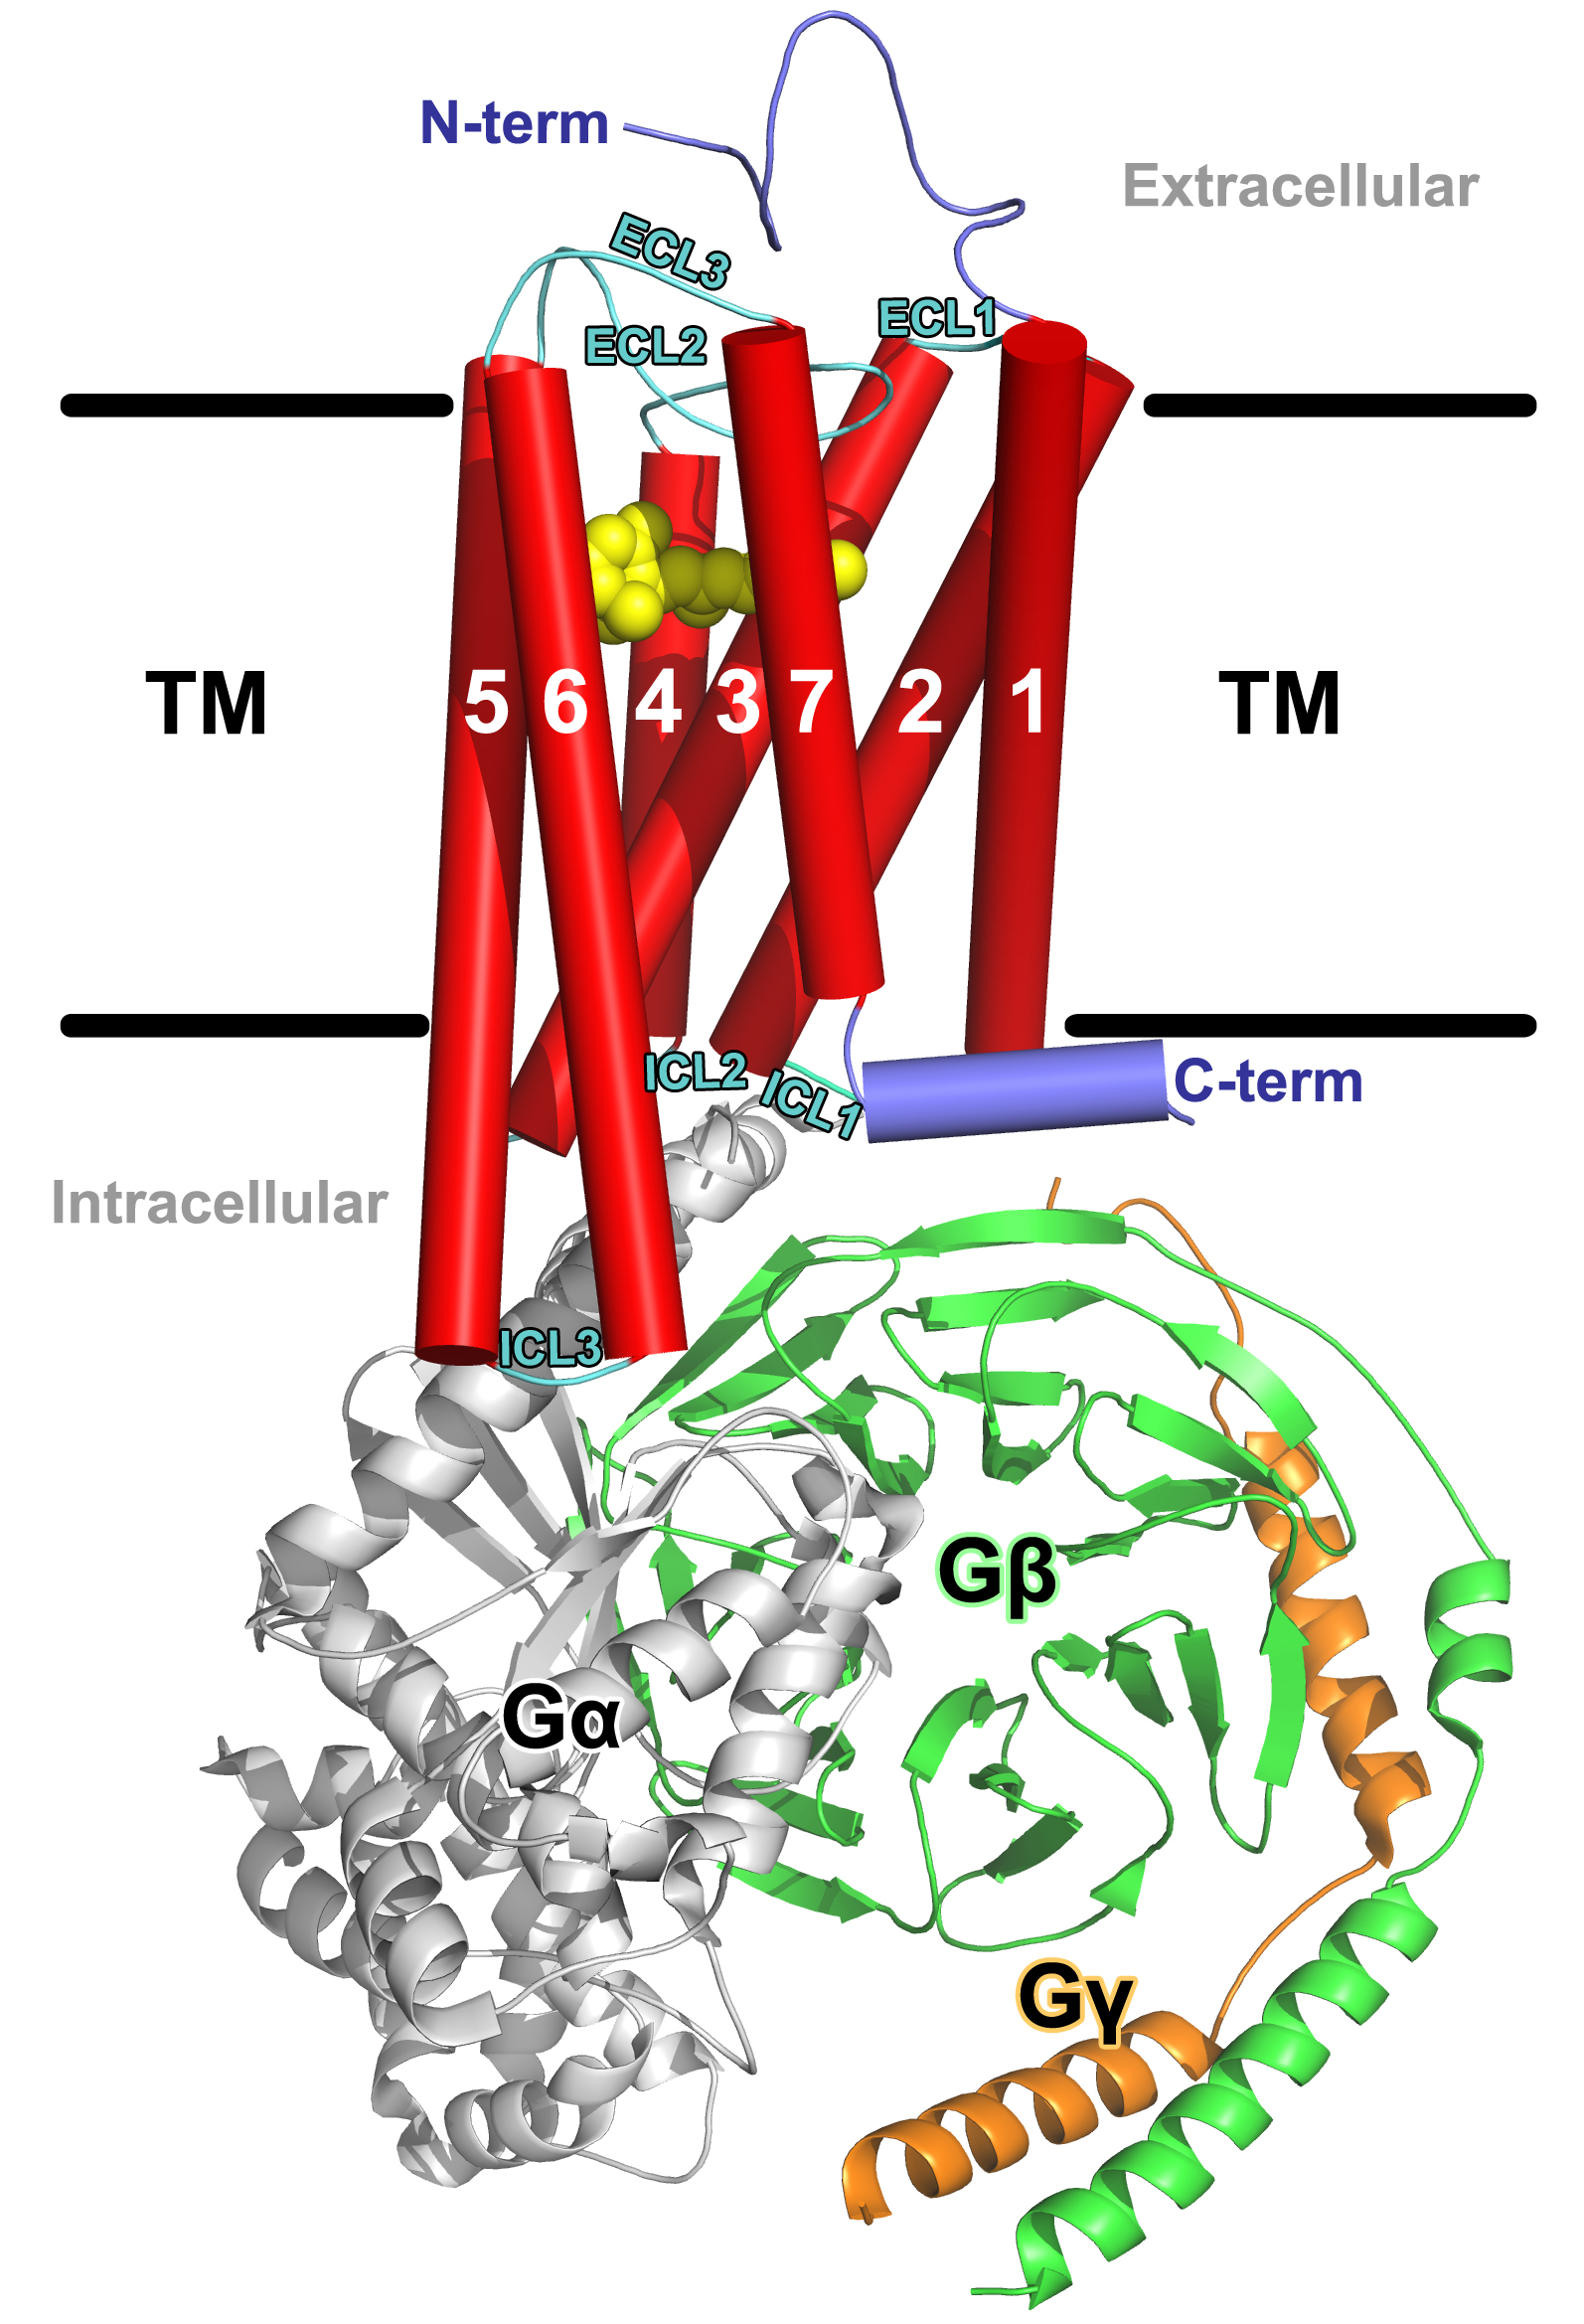 N-term
Extracellular
ECL3
ECL1
ECL2
TM 5 6 4 3 7 2 1 TM
ICL2
ICL1
C-term
Intracellular
ICL3
Gβ
Gα
Gγ